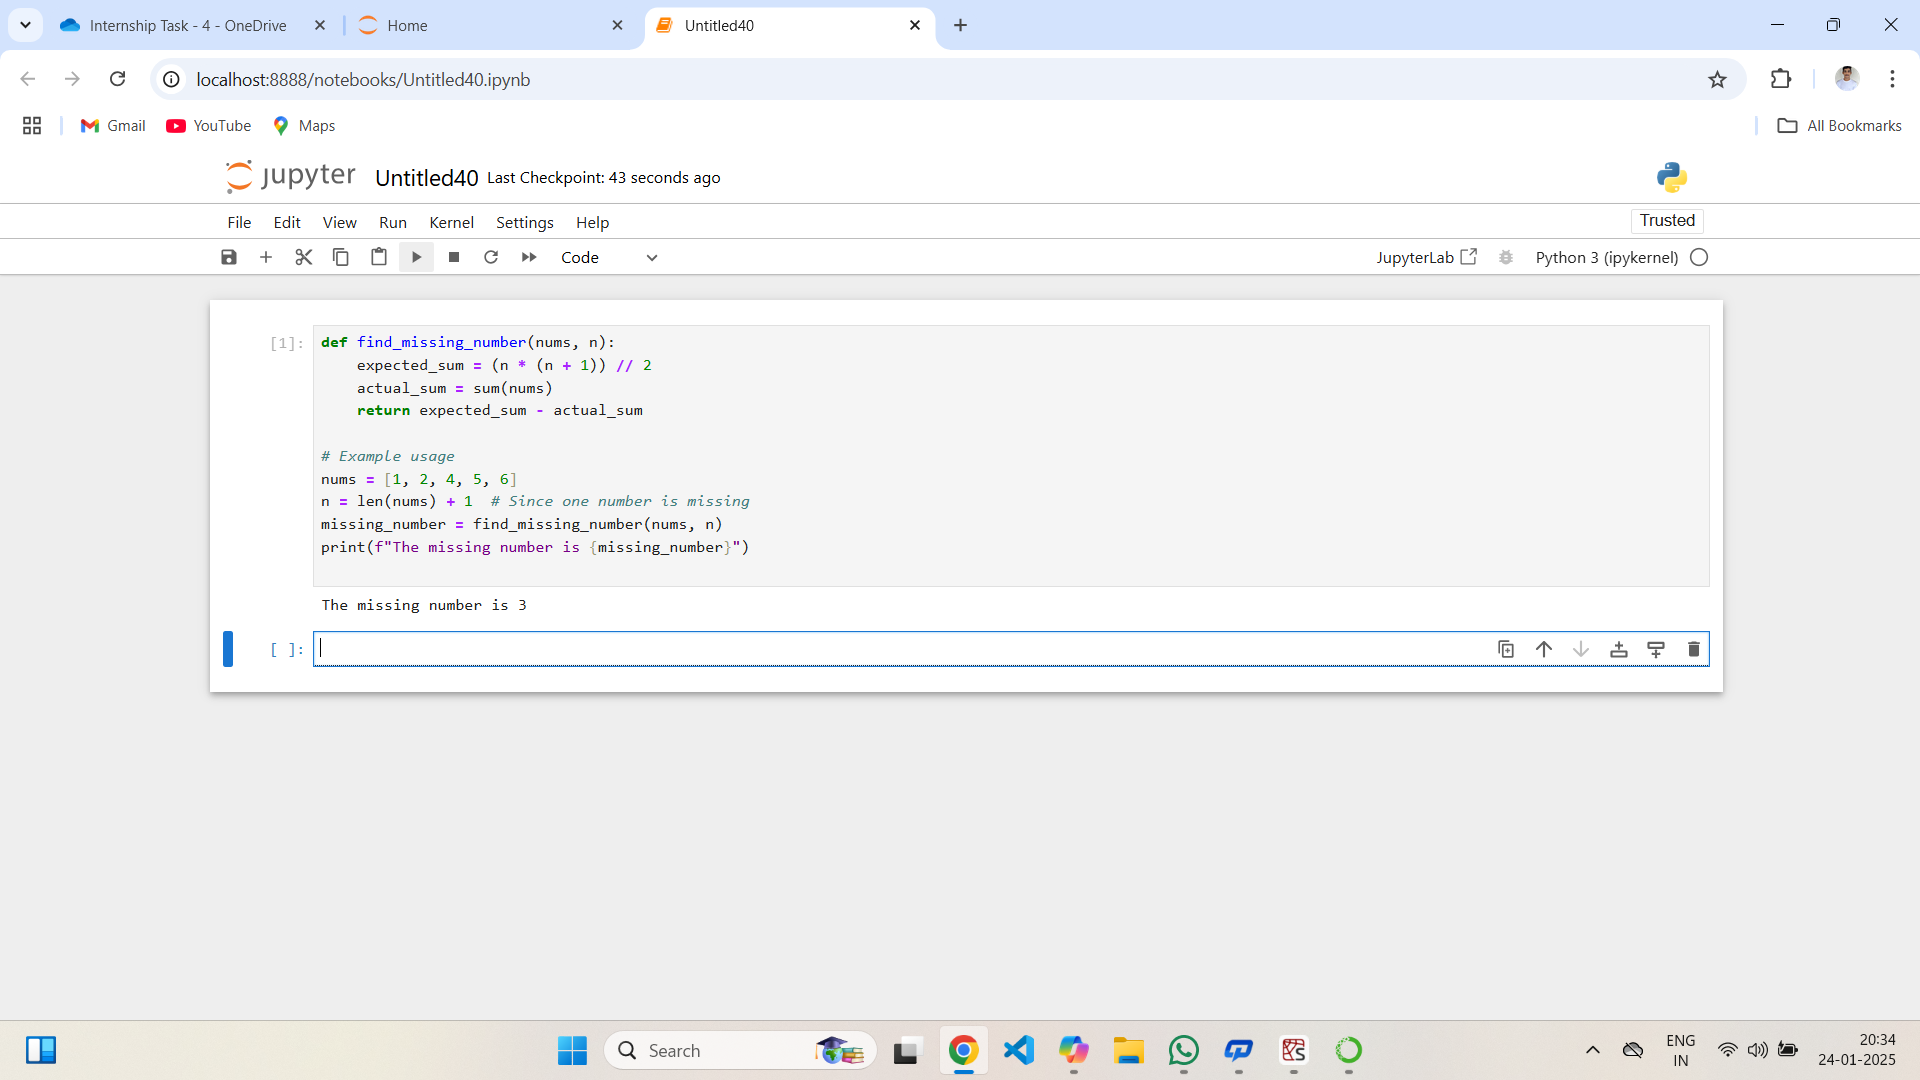 Internship Task - 4 - OneDrive
Home
Untitled40
localhost:8888/notebooks/Untitled40.ipynb
Gmail
YouTube
Maps
All Bookmarks
jupyter
Untitled40 Last Checkpoint: 43 seconds ago
File Edit View Run Kernel Settings Help
Trusted
Code
JupyterLab
Python 3 (ipykernel)
[1]:
def find_missing_number(nums, n):
    expected_sum = (n * (n + 1)) // 2
    actual_sum = sum(nums)
    return expected_sum - actual_sum

# Example usage
nums = [1, 2, 4, 5, 6]
n = len(nums) + 1  # Since one number is missing
missing_number = find_missing_number(nums, n)
print(f"The missing number is {missing_number}")
The missing number is 3
[ ]:
Search
ENG
IN
20:34
24-01-2025